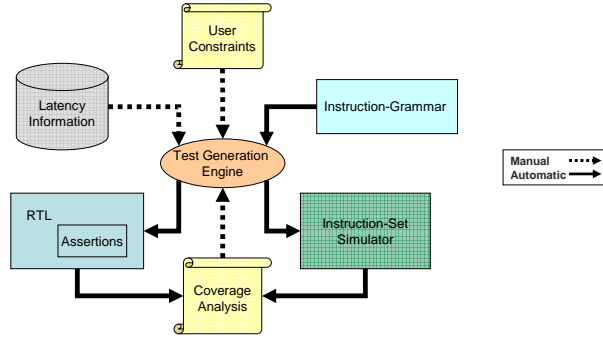 User
Constraints
Latency
Information
Instruction-Grammar
Test Generation
Engine
Manual
Automatic
RTL
Assertions
Instruction-Set
Simulator
Coverage
Analysis